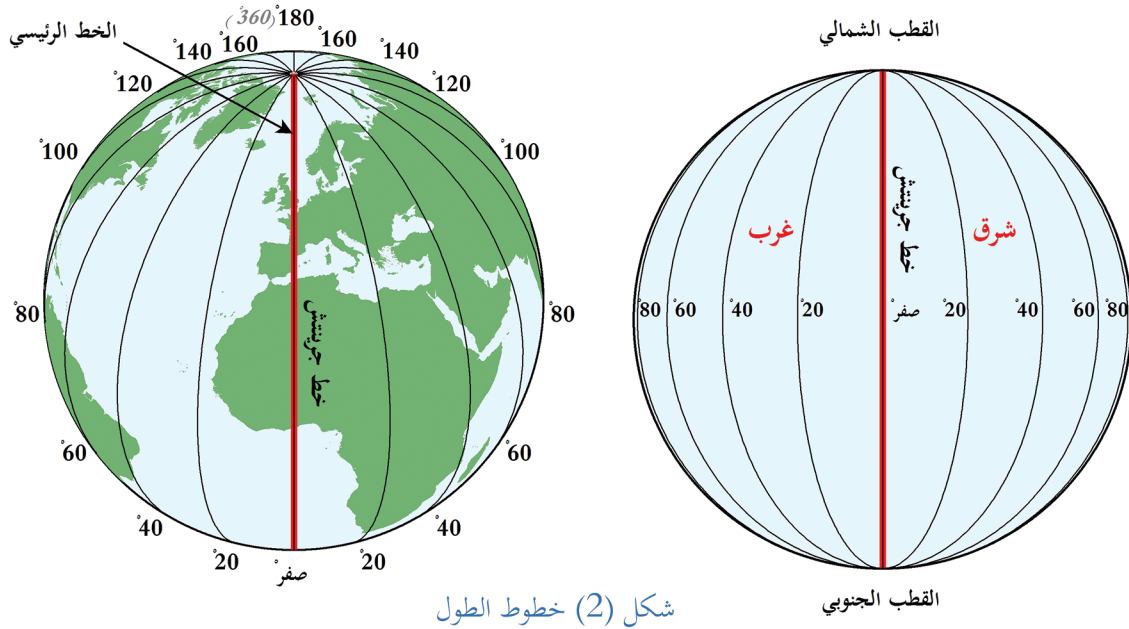 القطب الشمالي
خط جرينتش
غرب
شرق
°80 °60 °40 °20 صفر° °20 °40 °60 °80
القطب الجنوبي
(°360) °180
الخط الرئيسي
°140 °160 °160 °140
°120 °120
°100 °100
°80 °80
خط جرينتش
°60 °60
°40 °40
°20 °20
صفر°
شكل (2) خطوط الطول